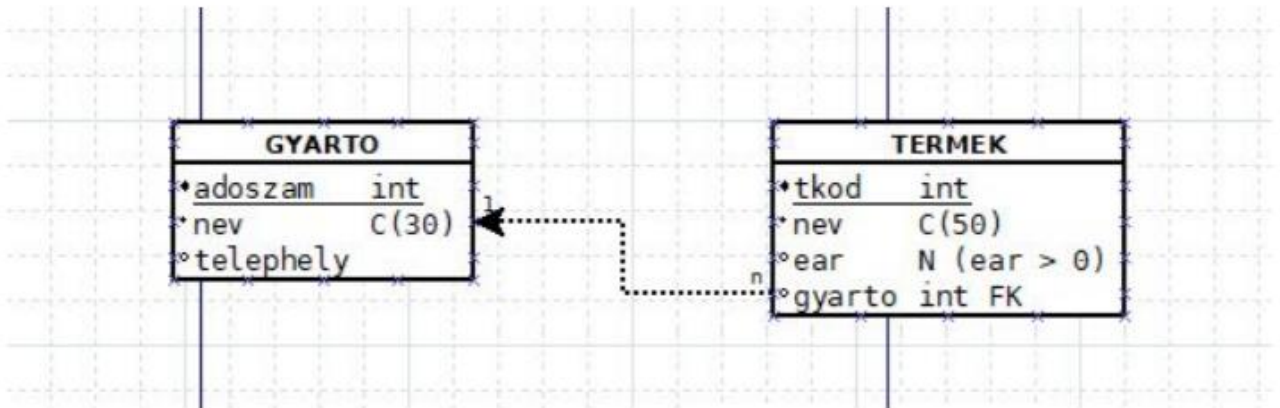 GYARTO
adoszam int
nev C(30)
telephely
1
n
TERMEK
tkod int
nev C(50)
ear N (ear > 0)
gyarto int FK